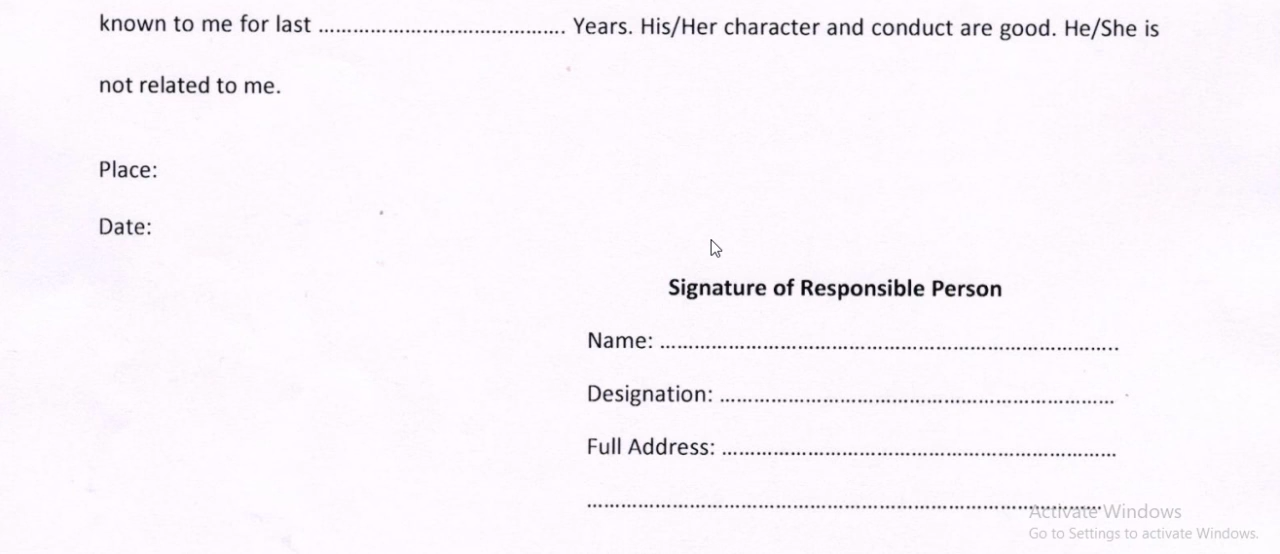 known to me for last ............................................ Years. His/Her character and conduct are good. He/She is
not related to me.
Place:
Date:
Signature of Responsible Person
Name: ................................................................................
Designation: .....................................................................
Full Address: .....................................................................
..........................................................................................
Activate Windows
Go to Settings to activate Windows.